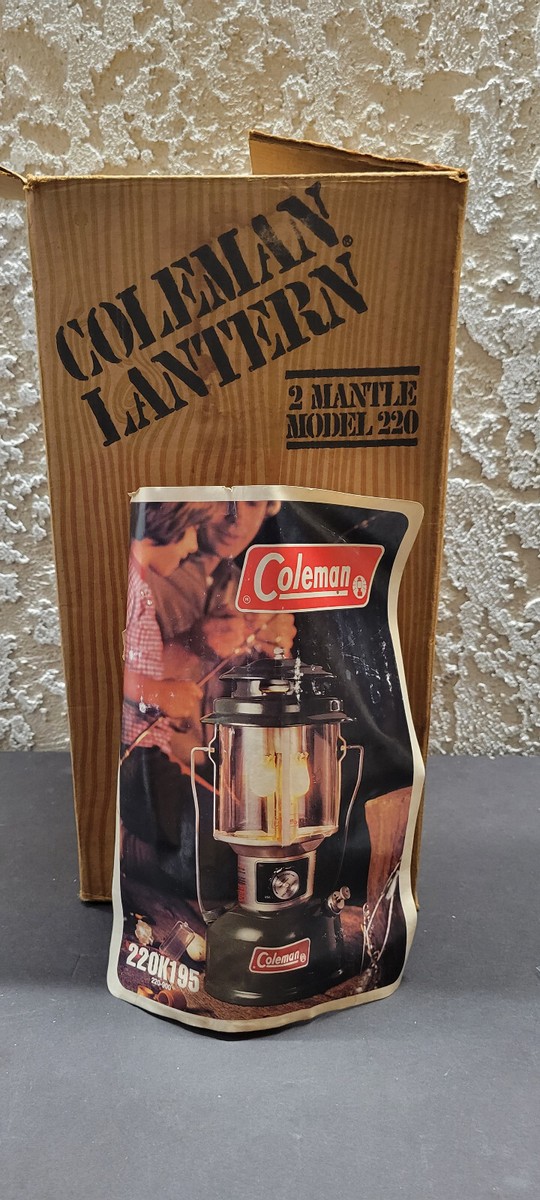 COLEMAN®
LANTERN
2 MANTLE
MODEL 220
Coleman
®
Coleman
220K195